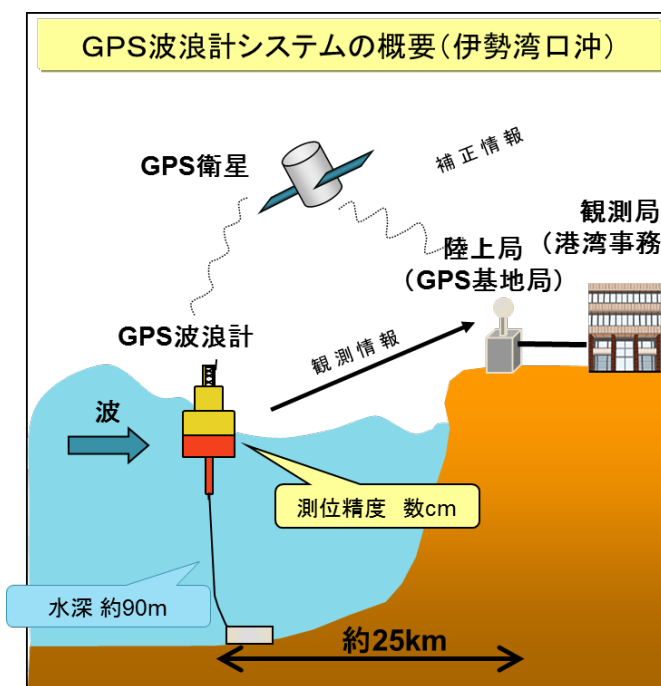 GPS波浪計システムの概要(伊勢湾口沖)
補正情報
GPS衛星
観測局
(港湾事務
陸上局
(GPS基地局)
GPS波浪計
観測情報
波
測位精度 数cm
水深 約90m
約25km